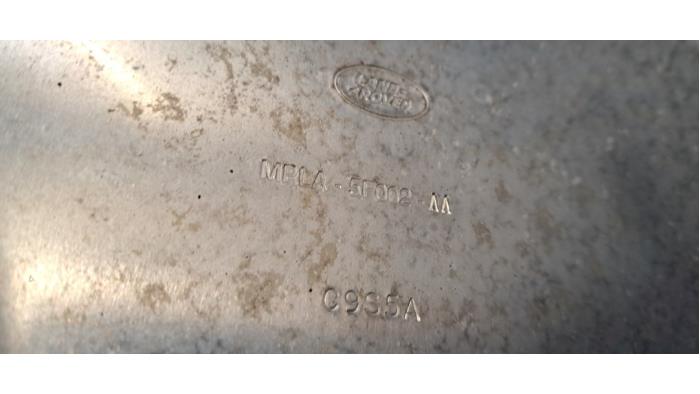 LAND-
ROVER
MPLA-5F002-AA
C9S5A